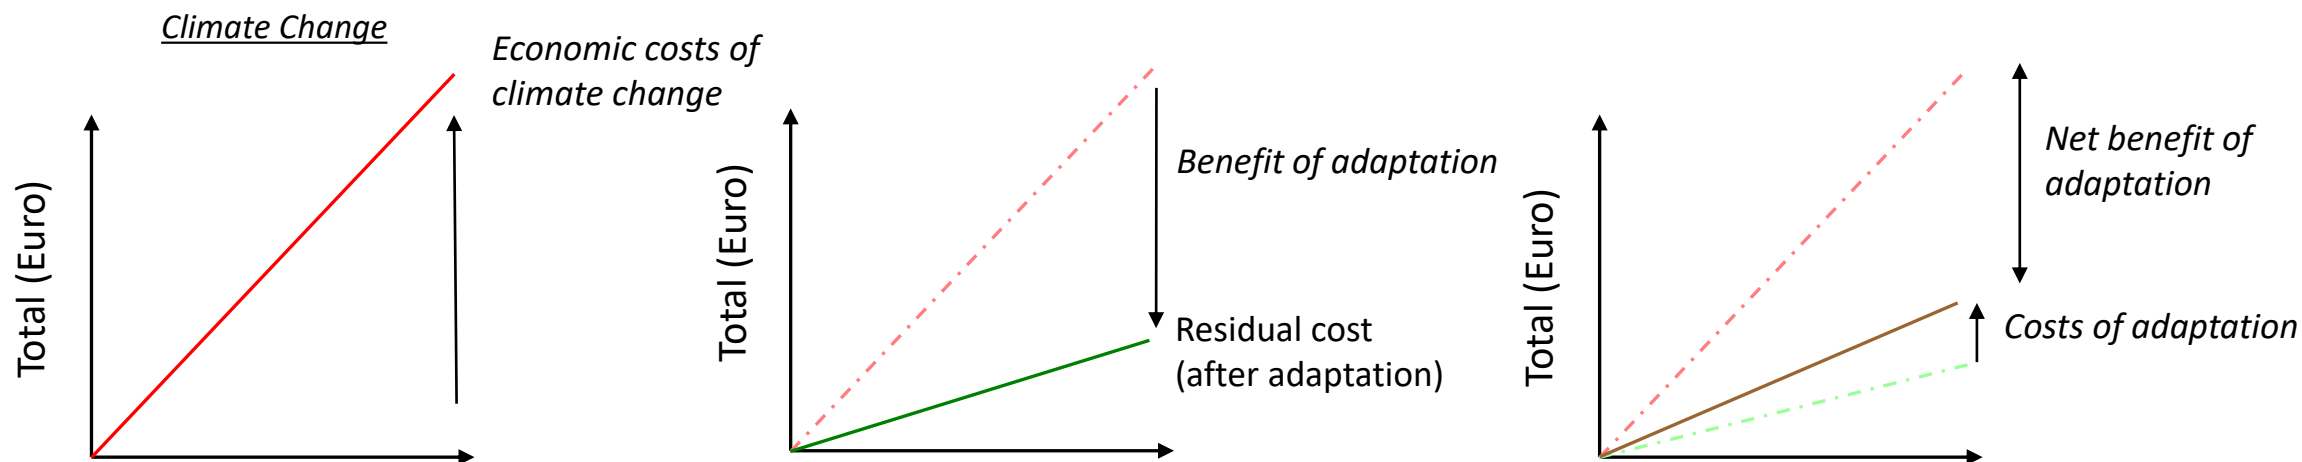 Climate Change
Economic costs of
climate change
Total (Euro)
Benefit of adaptation
Residual cost
(after adaptation)
Total (Euro)
Net benefit of
adaptation
Costs of adaptation
Total (Euro)